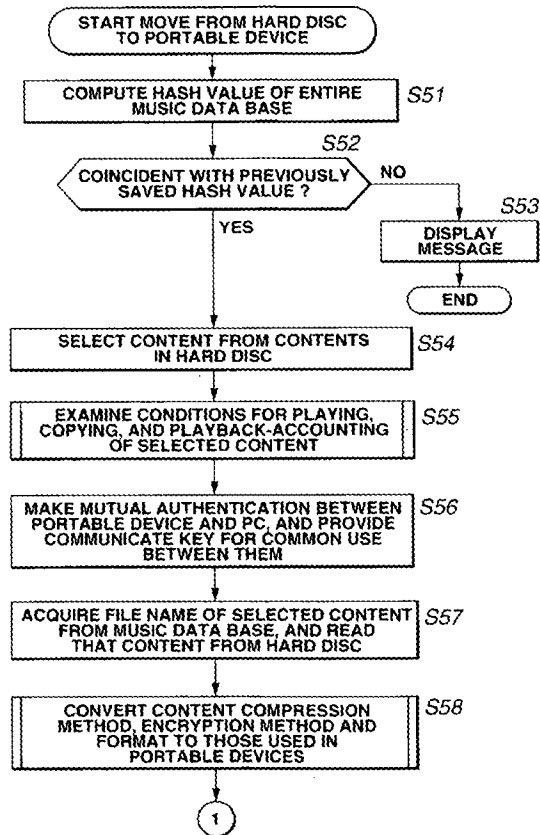 START MOVE FROM HARD DISC
TO PORTABLE DEVICE
COMPUTE HASH VALUE OF ENTIRE
MUSIC DATA BASE
S51
S52
COINCIDENT WITH PREVIOUSLY
SAVED HASH VALUE ?
NO
YES
S53
DISPLAY
MESSAGE
END
SELECT CONTENT FROM CONTENTS
IN HARD DISC
S54
EXAMINE CONDITIONS FOR PLAYING,
COPYING, AND PLAYBACK-ACCOUNTING
OF SELECTED CONTENT
S55
MAKE MUTUAL AUTHENTICATION BETWEEN
PORTABLE DEVICE AND PC, AND PROVIDE
COMMUNICATE KEY FOR COMMON USE
BETWEEN THEM
S56
ACQUIRE FILE NAME OF SELECTED CONTENT
FROM MUSIC DATA BASE, AND READ
THAT CONTENT FROM HARD DISC
S57
CONVERT CONTENT COMPRESSION
METHOD, ENCRYPTION METHOD AND
FORMAT TO THOSE USED IN
PORTABLE DEVICES
S58
1